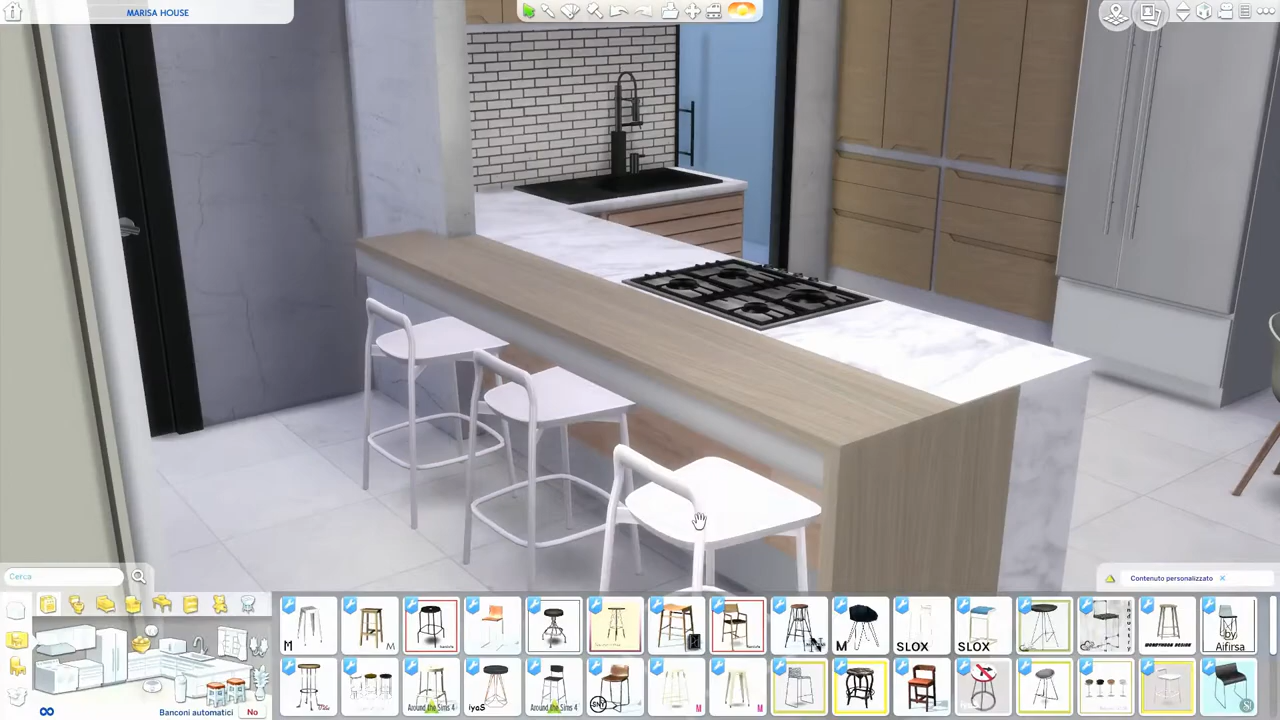 MARISA HOUSE
Cerca
Contenuto personalizzato
M
M
SLOX
SLOX
by
Aifirsa
Around the Sims 4
Around the Sims 4
M
M
Banconi automatici
No